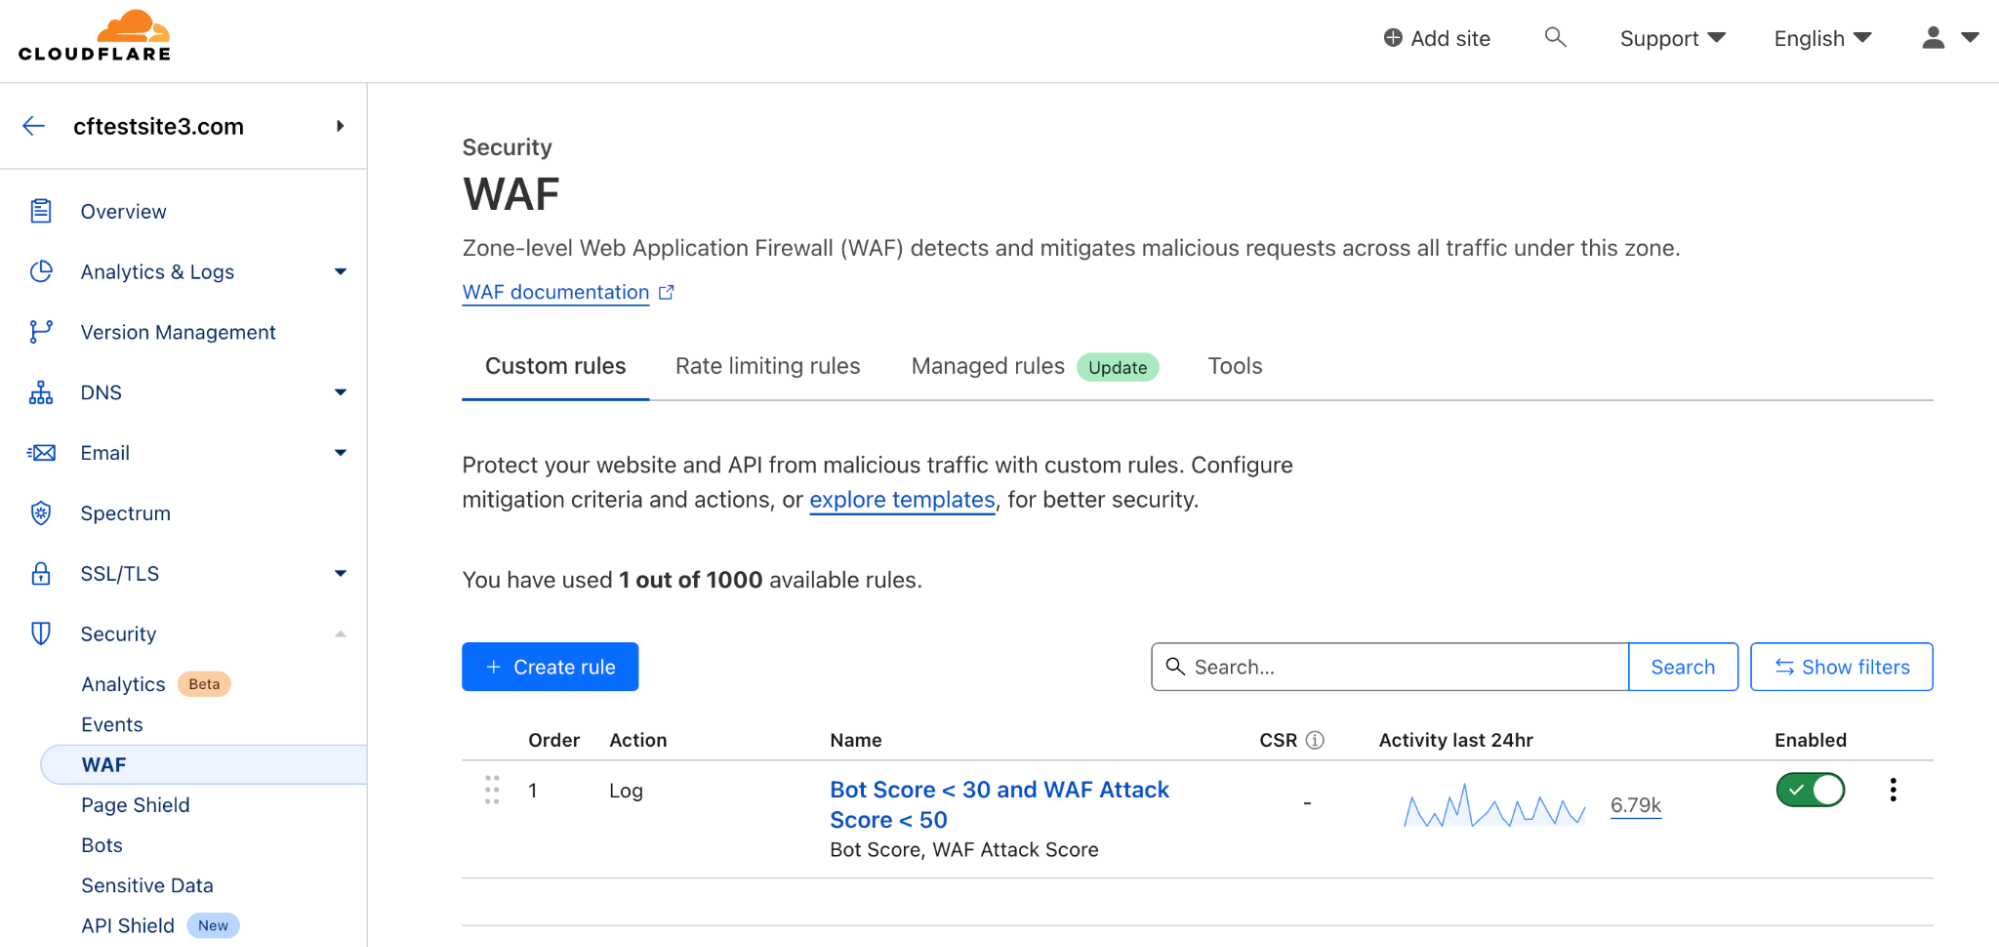 CLOUDFLARE
Add site
Support
English
cftestsite3.com
Overview
Analytics & Logs
Version Management
DNS
Email
Spectrum
SSL/TLS
Security
Analytics Beta
Events
WAF
Page Shield
Bots
Sensitive Data
API Shield New
Security
WAF
Zone-level Web Application Firewall (WAF) detects and mitigates malicious requests across all traffic under this zone.
WAF documentation
Custom rules Rate limiting rules Managed rules Update Tools
Protect your website and API from malicious traffic with custom rules. Configure
mitigation criteria and actions, or explore templates, for better security.
You have used 1 out of 1000 available rules.
+ Create rule
Search...
Search
Show filters
Order Action Name CSR Activity last 24hr Enabled
1 Log Bot Score < 30 and WAF Attack - 6.79k
Score < 50
Bot Score, WAF Attack Score